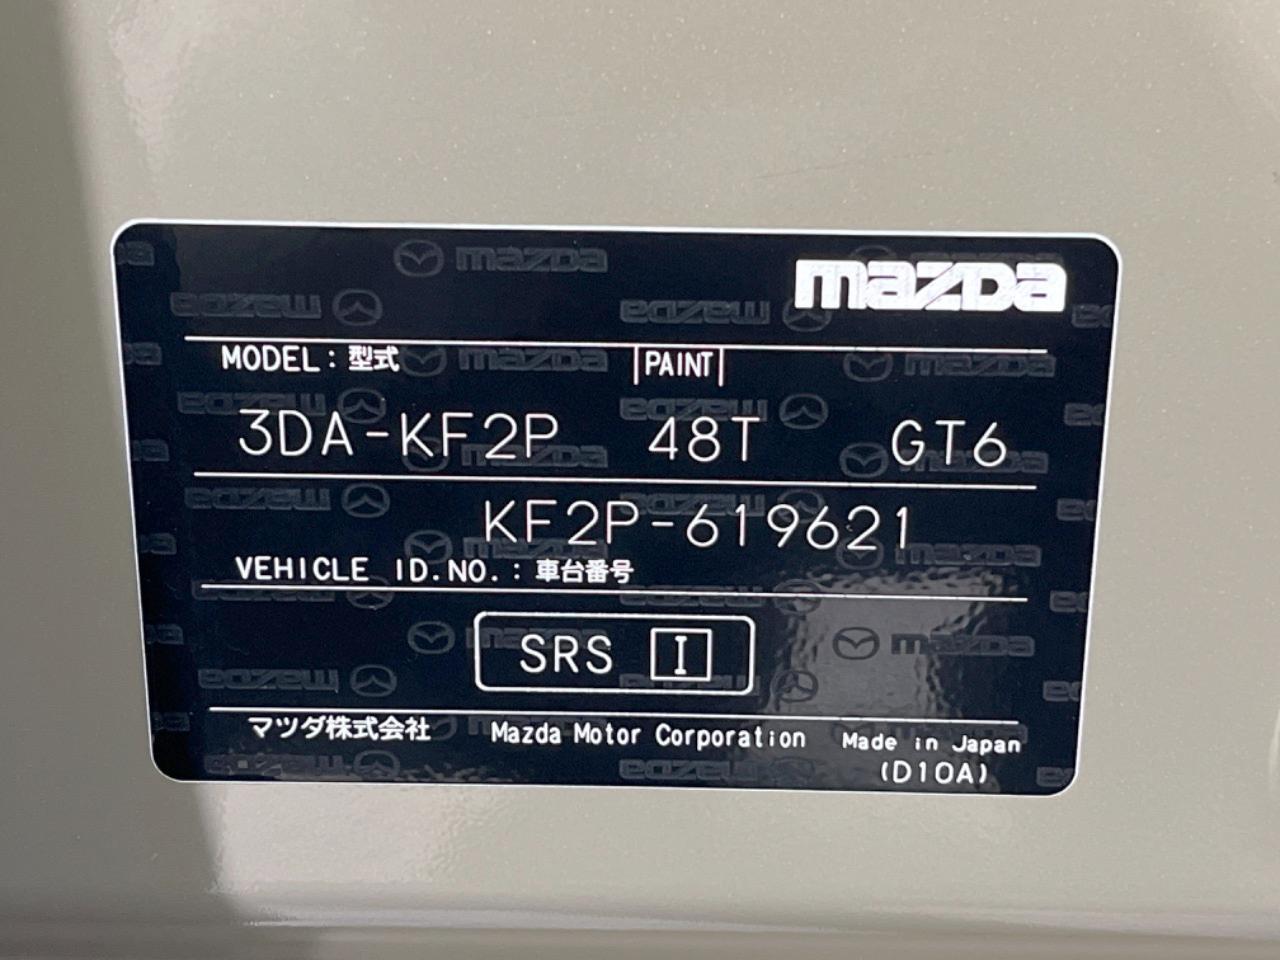 mazda
MODEL : 型式 PAINT
3DA-KF2P 48T GT6
KF2P-619621
VEHICLE ID.NO. : 車台番号
SRS I
マツダ株式会社 Mazda Motor Corporation Made in Japan
(D10A)